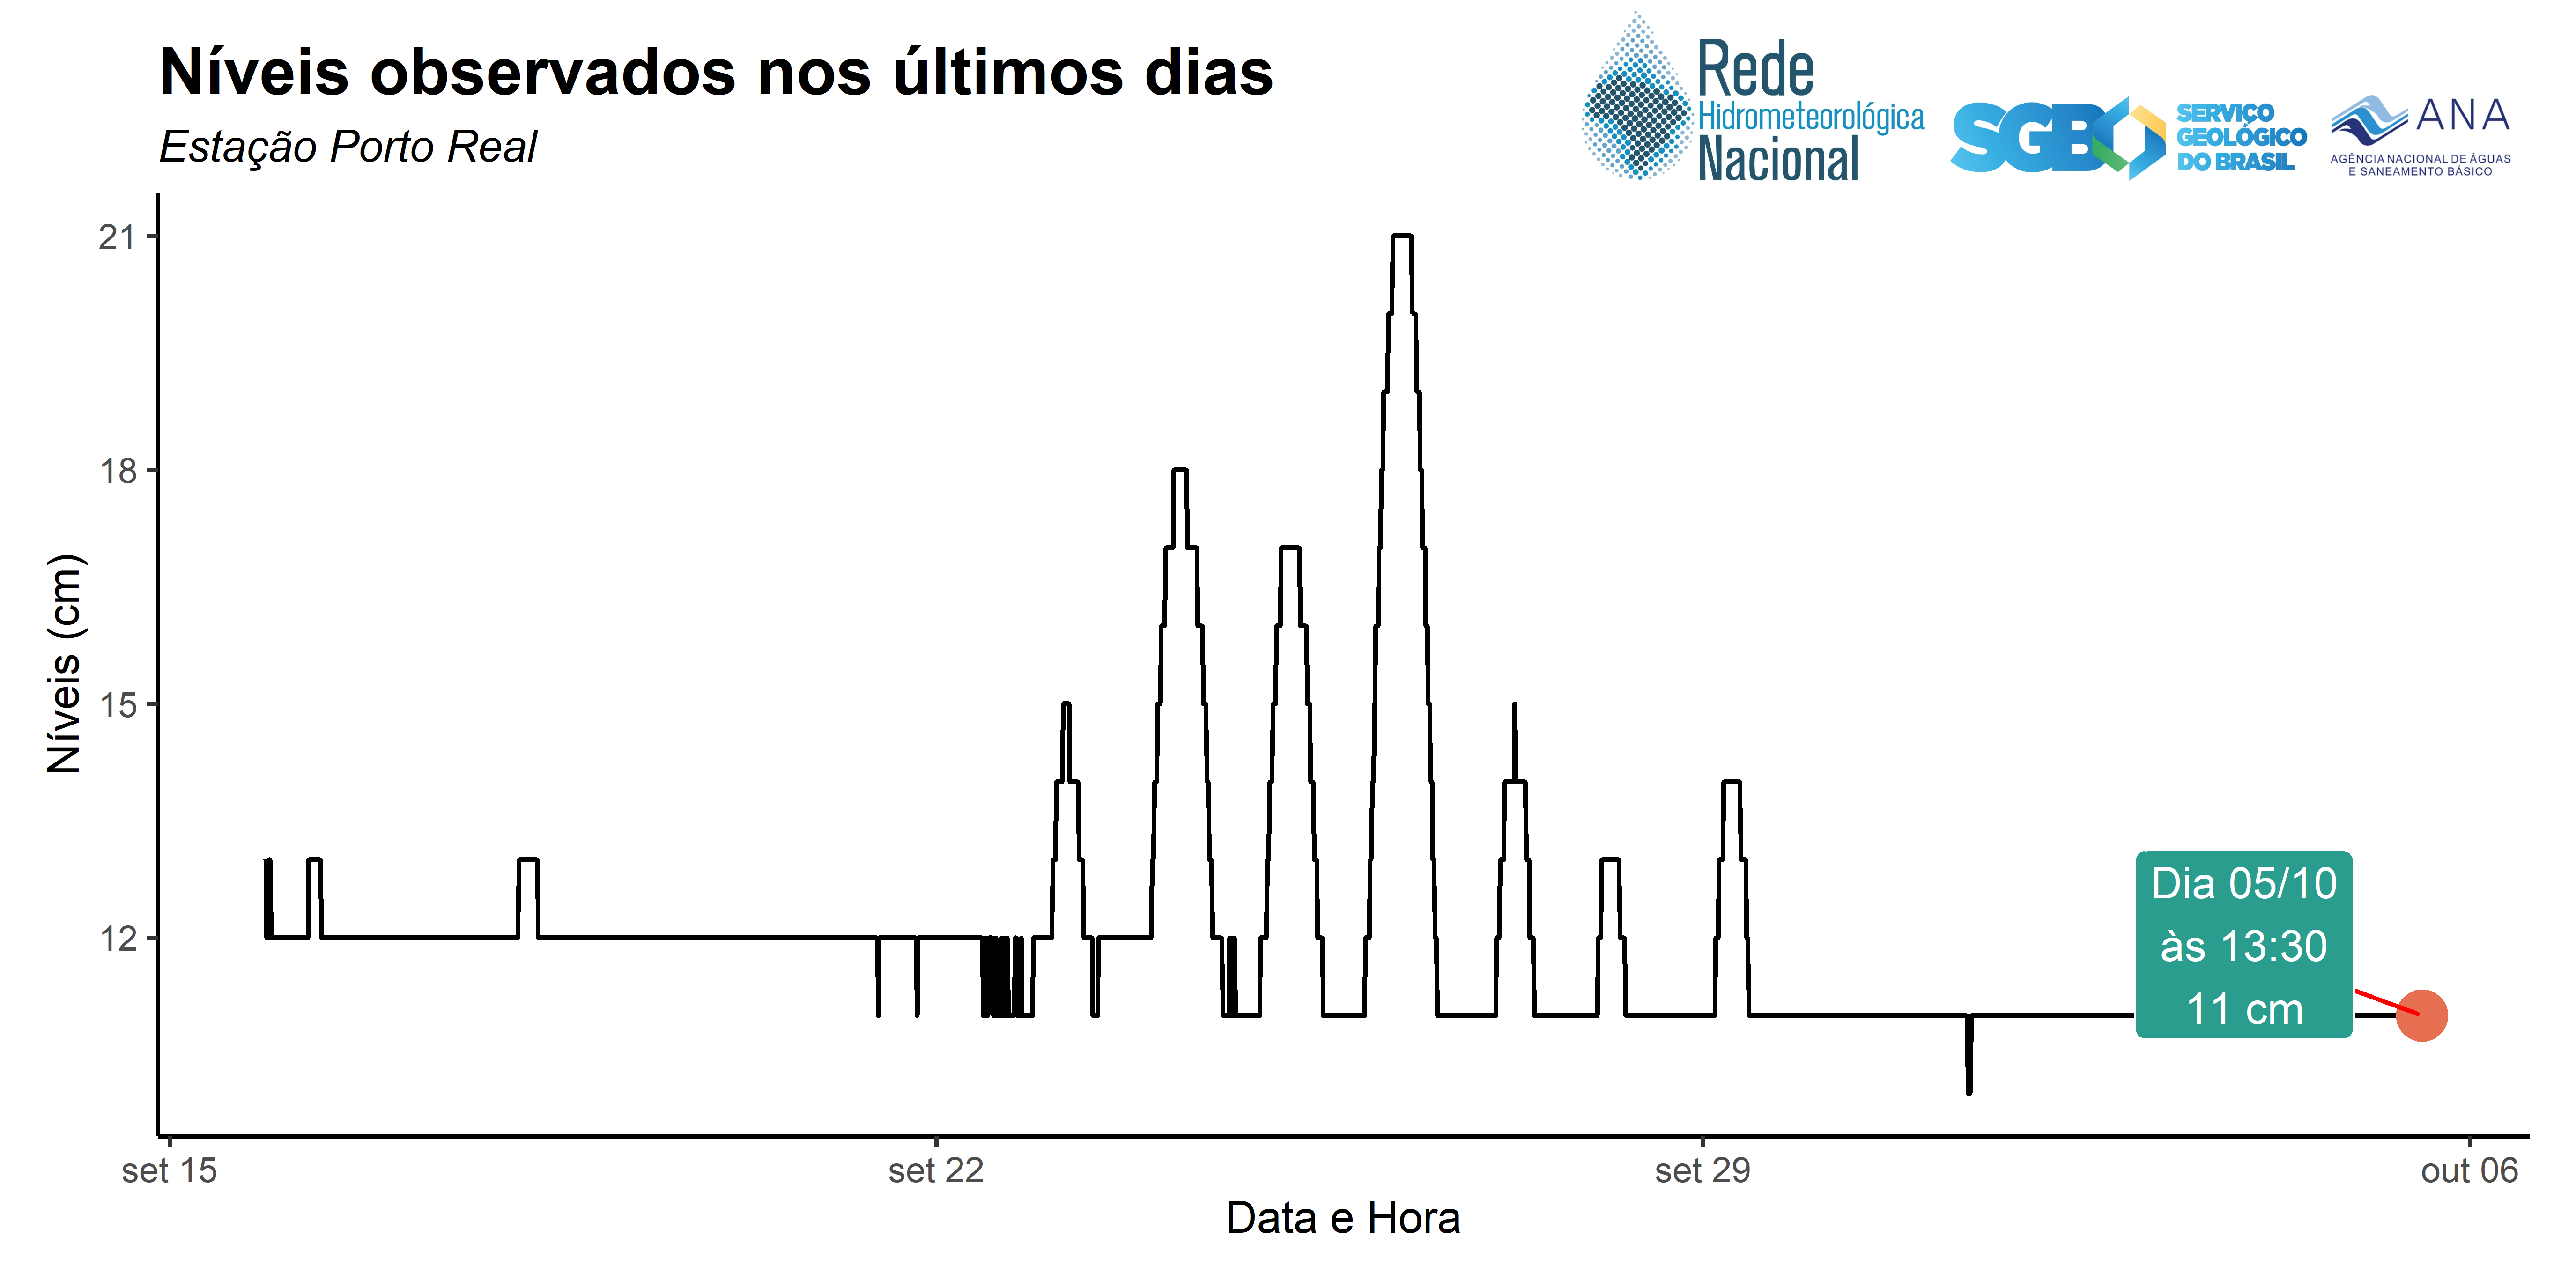 Níveis observados nos últimos dias
Estação Porto Real
Rede
Hidrometeorológica
Nacional
SGB
SERVIÇO
GEOLÓGICO
DO BRASIL
ANA
AGÊNCIA NACIONAL DE ÁGUAS
E SANEAMENTO BÁSICO
Níveis (cm)
21
18
15
12
Dia 05/10
às 13:30
11 cm
set 15
set 22
set 29
out 06
Data e Hora